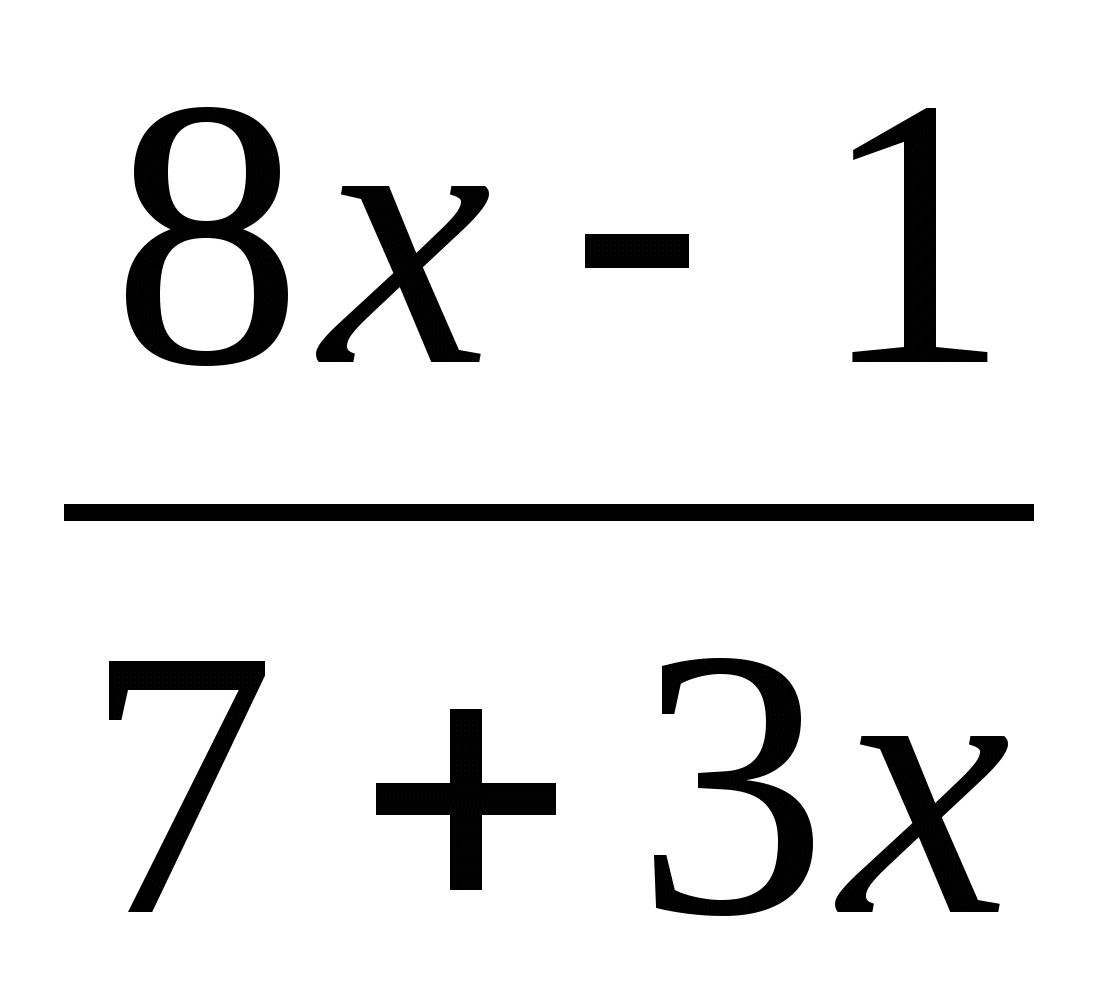 8x - 1
7 + 3x